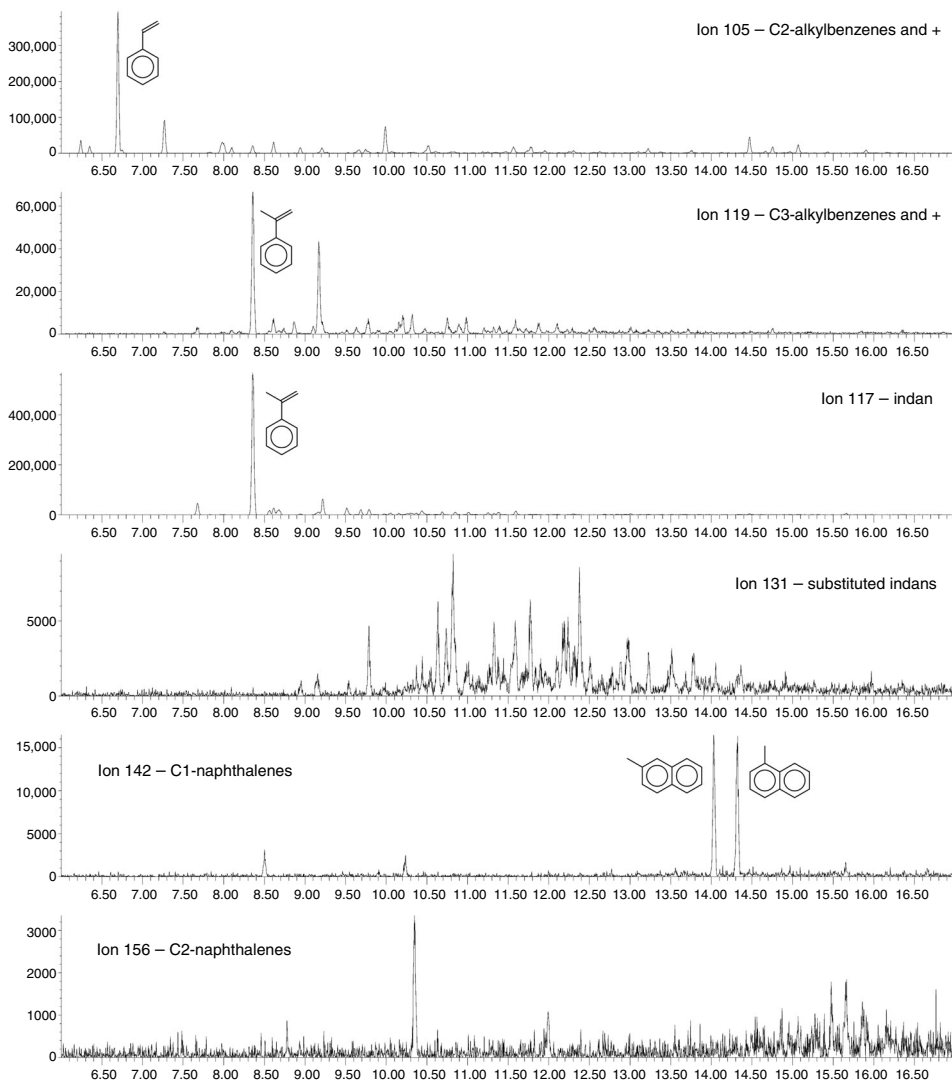 Ion 105 – C2-alkylbenzenes and +
300,000
200,000
100,000
0
6.50 7.00 7.50 8.00 8.50 9.00 9.50 10.00 10.50 11.00 11.50 12.00 12.50 13.00 13.50 14.00 14.50 15.00 15.50 16.00 16.50
Ion 119 – C3-alkylbenzenes and +
60,000
40,000
20,000
0
6.50 7.00 7.50 8.00 8.50 9.00 9.50 10.00 10.50 11.00 11.50 12.00 12.50 13.00 13.50 14.00 14.50 15.00 15.50 16.00 16.50
Ion 117 – indan
400,000
200,000
0
6.50 7.00 7.50 8.00 8.50 9.00 9.50 10.00 10.50 11.00 11.50 12.00 12.50 13.00 13.50 14.00 14.50 15.00 15.50 16.00 16.50
Ion 131 – substituted indans
5000
0
6.50 7.00 7.50 8.00 8.50 9.00 9.50 10.00 10.50 11.00 11.50 12.00 12.50 13.00 13.50 14.00 14.50 15.00 15.50 16.00 16.50
15,000
Ion 142 – C1-naphthalenes
10,000
5000
0
6.50 7.00 7.50 8.00 8.50 9.00 9.50 10.00 10.50 11.00 11.50 12.00 12.50 13.00 13.50 14.00 14.50 15.00 15.50 16.00 16.50
3000
Ion 156 – C2-naphthalenes
2000
1000
0
6.50 7.00 7.50 8.00 8.50 9.00 9.50 10.00 10.50 11.00 11.50 12.00 12.50 13.00 13.50 14.00 14.50 15.00 15.50 16.00 16.50